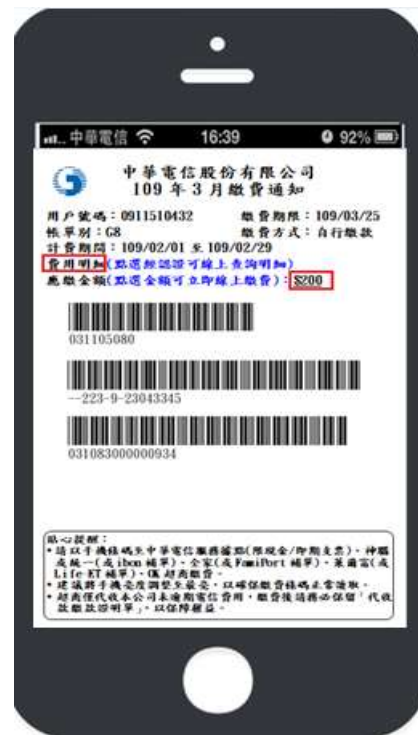 中華電信 16:39 92%
中華電信股份有限公司
109年3月繳費通知
用戶號碼：0911510432 繳費期限：109/03/25
帳單別：G8 繳費方式：自行繳款
計費期間：109/02/01 至 109/02/29
費用明細(點選經認證可線上查詢明細)
應繳金額(點選金額可立即線上繳費)：$200
031105080
--223-9-23043345
031083000000934
貼心提醒：
•請以手機條碼至中華電信服務據點(限現金/即期支票)、神腦
或統一(或ibon 補單)、全家(或FamiPort 補單)、萊爾富(或
Life-ET 補單)、OK 超商繳費。
•建議將手機亮度調整至最亮，以確保繳費條碼正常讀取。
•超商僅代收本公司未逾期電信費用，繳費後請務必保留「代收
款繳款證明單」，以保障權益。